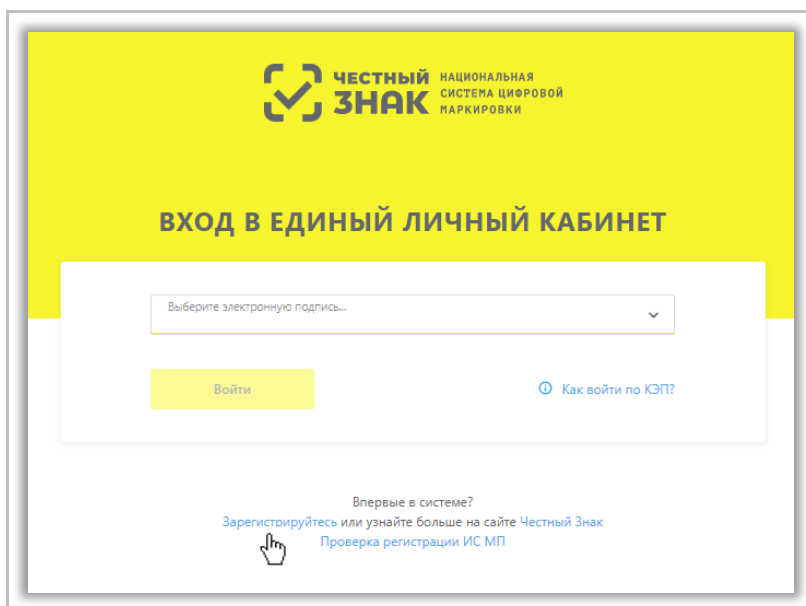 ЧЕСТНЫЙ
ЗНАК
НАЦИОНАЛЬНАЯ
СИСТЕМА ЦИФРОВОЙ
МАРКИРОВКИ
ВХОД В ЕДИНЫЙ ЛИЧНЫЙ КАБИНЕТ
Выберите электронную подпись...
Войти
Как войти по КЭП?
Впервые в системе?
Зарегистрируйтесь или узнайте больше на сайте Честный Знак
Проверка регистрации ИС МП